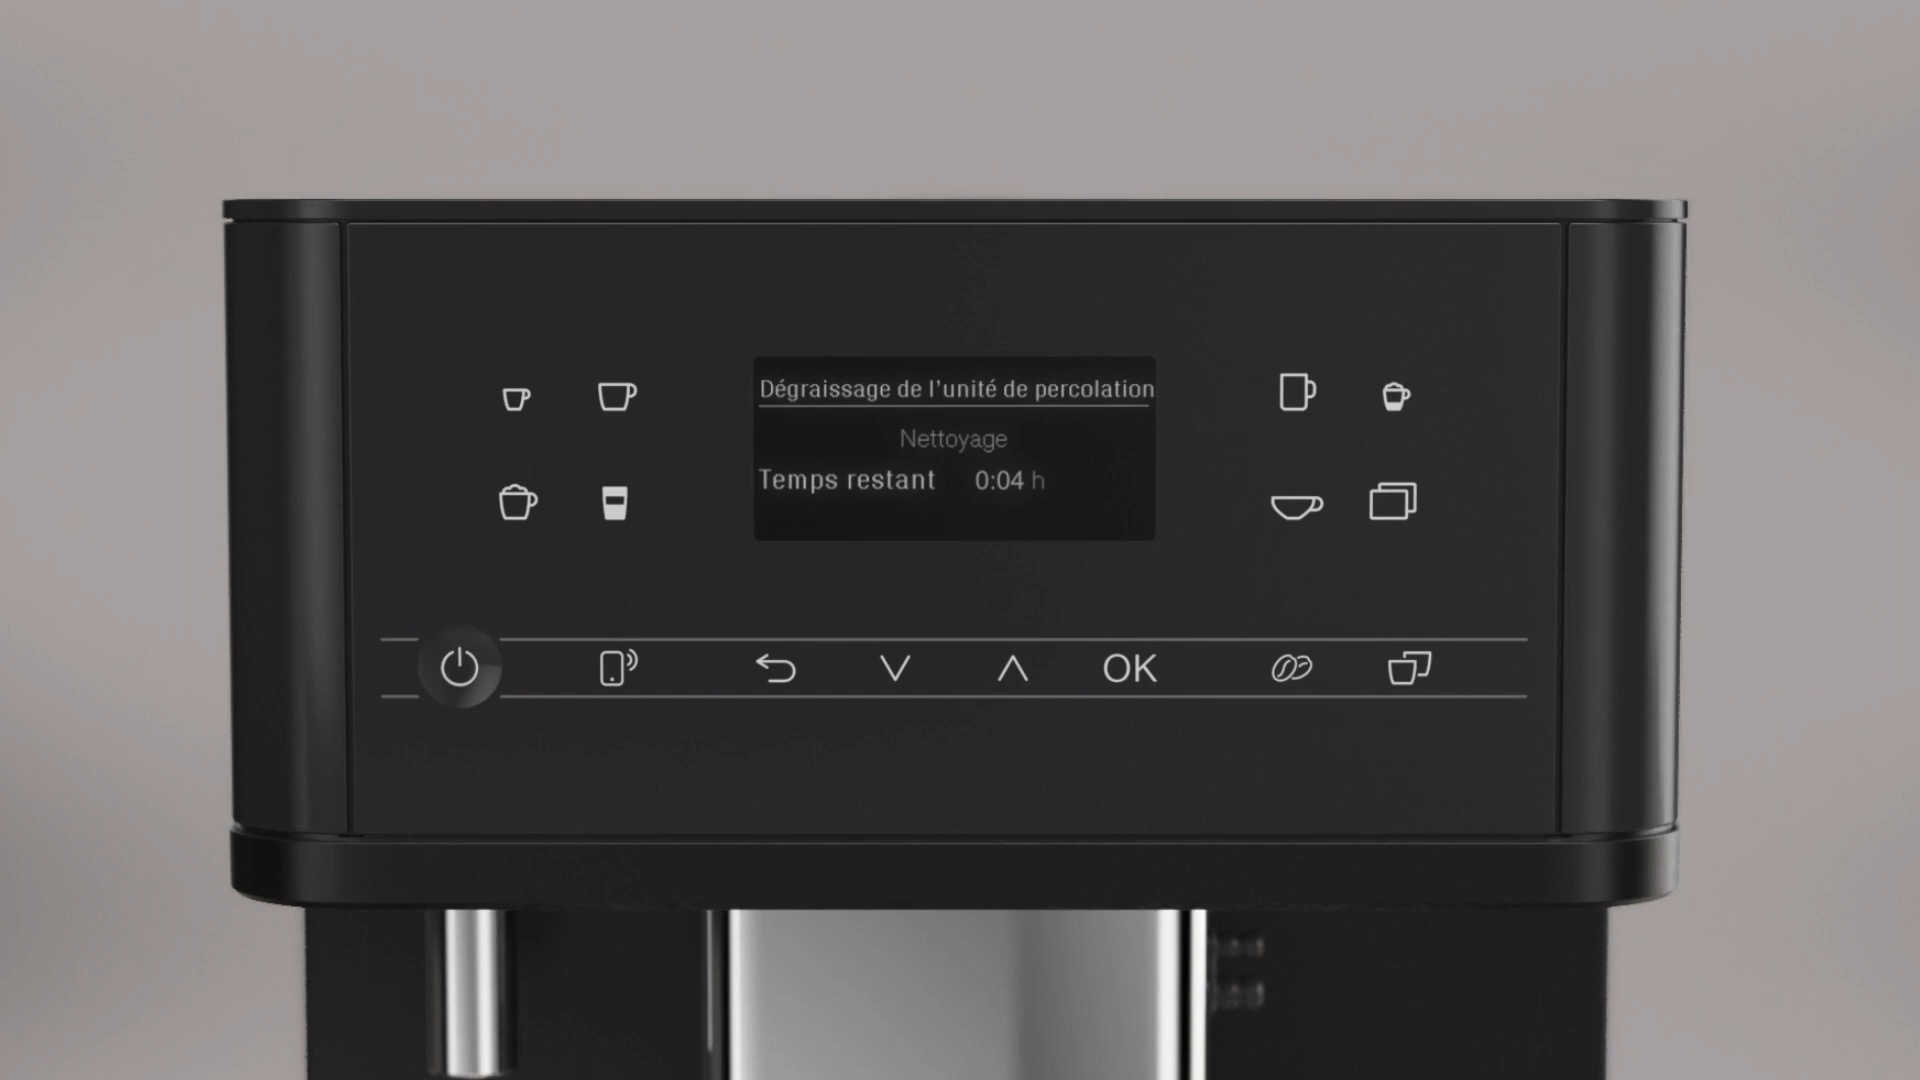 Dégraissage de l'unité de percolation
Nettoyage
Temps restant 0:04 h
OK